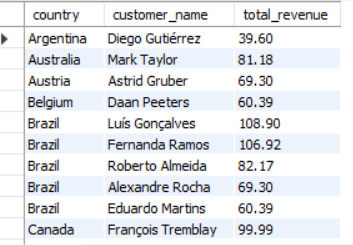 country customer_name total_revenue
Argentina Diego Gutiérrez 39.60
Australia Mark Taylor 81.18
Austria Astrid Gruber 69.30
Belgium Daan Peeters 60.39
Brazil Luís Gonçalves 108.90
Brazil Fernanda Ramos 106.92
Brazil Roberto Almeida 82.17
Brazil Alexandre Rocha 69.30
Brazil Eduardo Martins 60.39
Canada François Tremblay 99.99